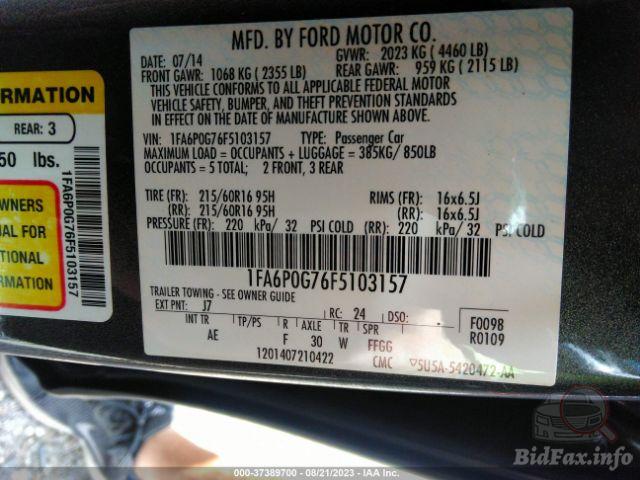 MFD. BY FORD MOTOR CO.
DATE: 07/14 GVWR: 2023 KG ( 4460 LB)
FRONT GAWR: 1068 KG ( 2355 LB) REAR GAWR: 959 KG ( 2115 LB)
THIS VEHICLE CONFORMS TO ALL APPLICABLE FEDERAL MOTOR
VEHICLE SAFETY, BUMPER, AND THEFT PREVENTION STANDARDS
IN EFFECT ON THE DATE OF MANUFACTURE SHOWN ABOVE.
VIN: 1FA6P0G76F5103157 TYPE: Passenger Car
MAXIMUM LOAD = OCCUPANTS + LUGGAGE = 385KG/ 850LB
OCCUPANTS = 5 TOTAL; 2 FRONT, 3 REAR
TIRE (FR): 215/60R16 95H RIMS (FR): 16x6.5J
(RR): 215/60R16 95H (RR): 16x6.5J
PRESSURE (FR): 220 kPa/ 32 PSI COLD (RR): 220 kPa/ 32 PSI COLD
1FA6P0G76F5103157
TRAILER TOWING - SEE OWNER GUIDE
EXT PNT: J7 RC: 24 DSO: F0098
R0109
INT TR TP/PS R AXLE TR SPR
AE F 30 W FFGG
1201407210422 CMC ▽5U5A-5420472-AA
ORMATION
REAR: 3
50 lbs.
OWNERS
UAL FOR
TIONAL
RMATION
1FA6P0G76F5103157
000-37389700 - 08/21/2023 - IAA Inc.
BidFax.info